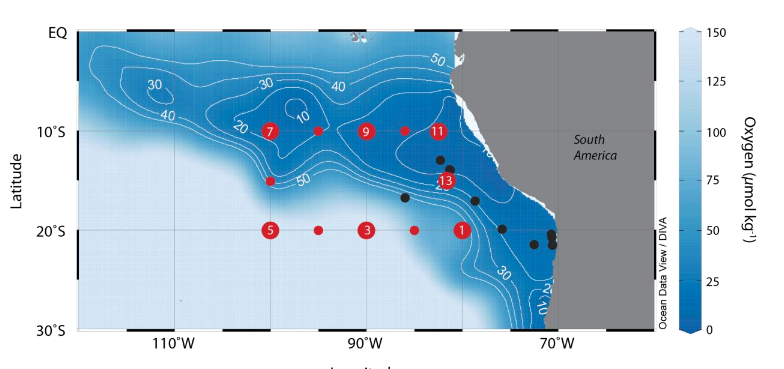 EQ
10°S
20°S
30°S
Latitude
110°W
90°W
70°W
50
30
30
40
40
20
10
50
30
10
7
9
11
13
5
3
1
South
America
Ocean Data View / DIVA
150
125
100
75
50
25
0
Oxygen (μmol kg⁻¹)